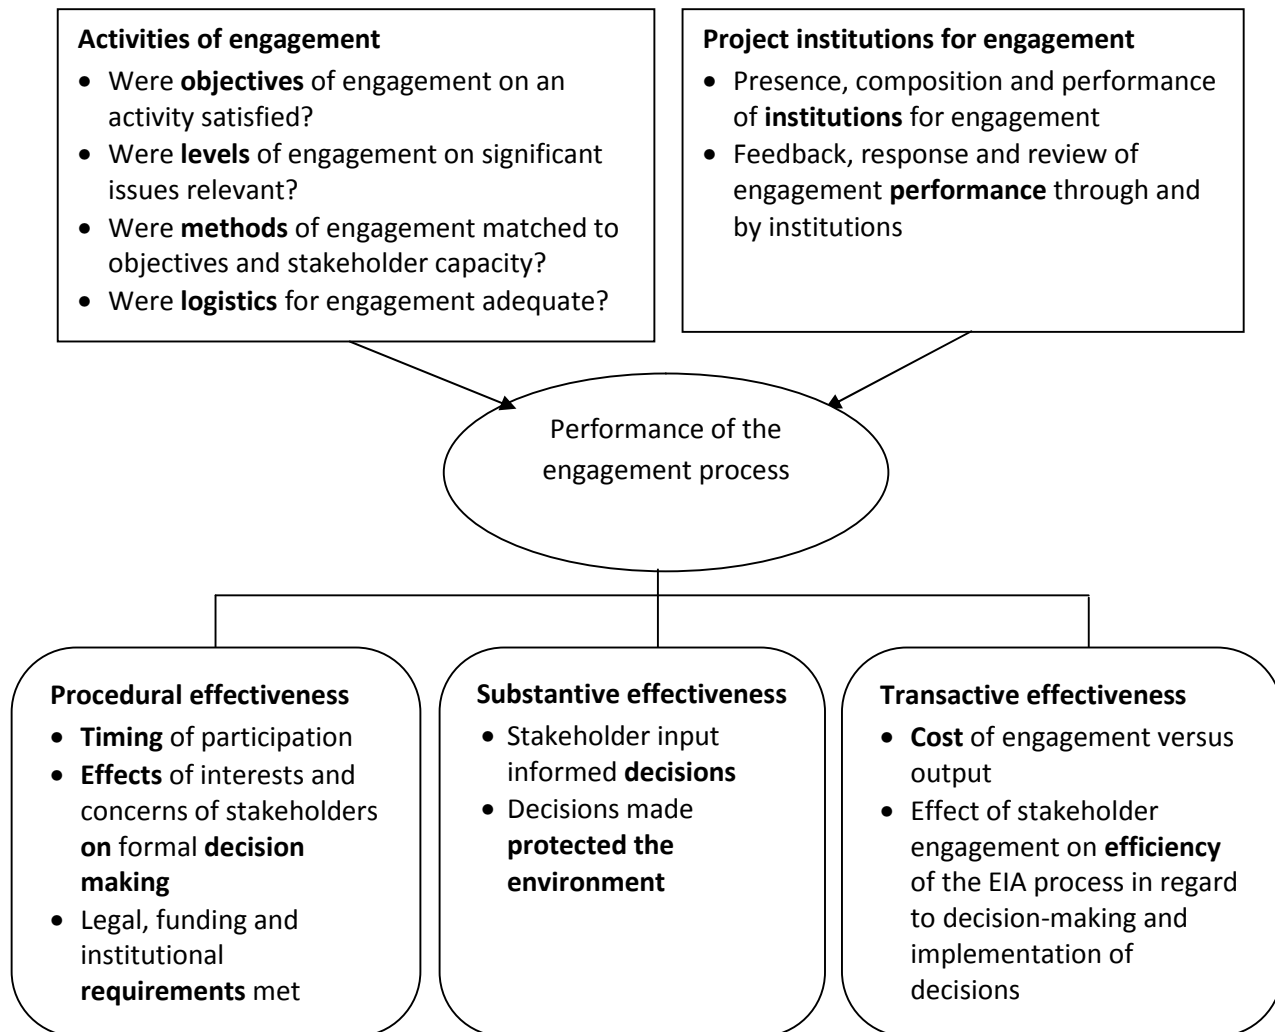 Activities of engagement
• Were objectives of engagement on an
activity satisfied?
• Were levels of engagement on significant
issues relevant?
• Were methods of engagement matched to
objectives and stakeholder capacity?
• Were logistics for engagement adequate?
Project institutions for engagement
• Presence, composition and performance
of institutions for engagement
• Feedback, response and review of
engagement performance through and
by institutions
Performance of the
engagement process
Procedural effectiveness
• Timing of participation
• Effects of interests and
concerns of stakeholders
on formal decision
making
• Legal, funding and
institutional
requirements met
Substantive effectiveness
• Stakeholder input
informed decisions
• Decisions made
protected the
environment
Transactive effectiveness
• Cost of engagement versus
output
• Effect of stakeholder
engagement on efficiency
of the EIA process in regard
to decision-making and
implementation of
decisions